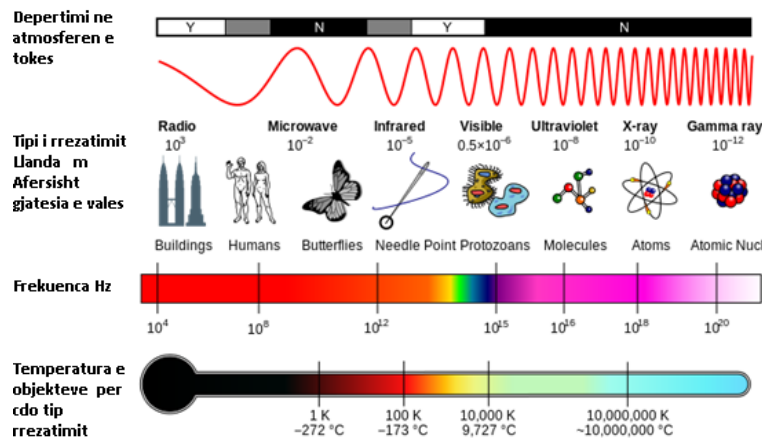 Depertimi ne
atmosferen e
tokes
Y N Y N
Tipi i rrezatimit
Llanda m
Afersisht
gjatesia e vales
Radio Microwave Infrared Visible Ultraviolet X-ray Gamma ray
10³ 10⁻² 10⁻⁵ 0.5×10⁻⁶ 10⁻⁸ 10⁻¹⁰ 10⁻¹²
Buildings Humans Butterflies Needle Point Protozoans Molecules Atoms Atomic Nucl
Frekuenca Hz
10⁴ 10⁸ 10¹² 10¹⁵ 10¹⁶ 10¹⁸ 10²⁰
Temperatura e
objekteve per
cdo tip
rrezatimit
1 K 100 K 10,000 K 10,000,000 K
−272 °C −173 °C 9,727 °C ~10,000,000 °C